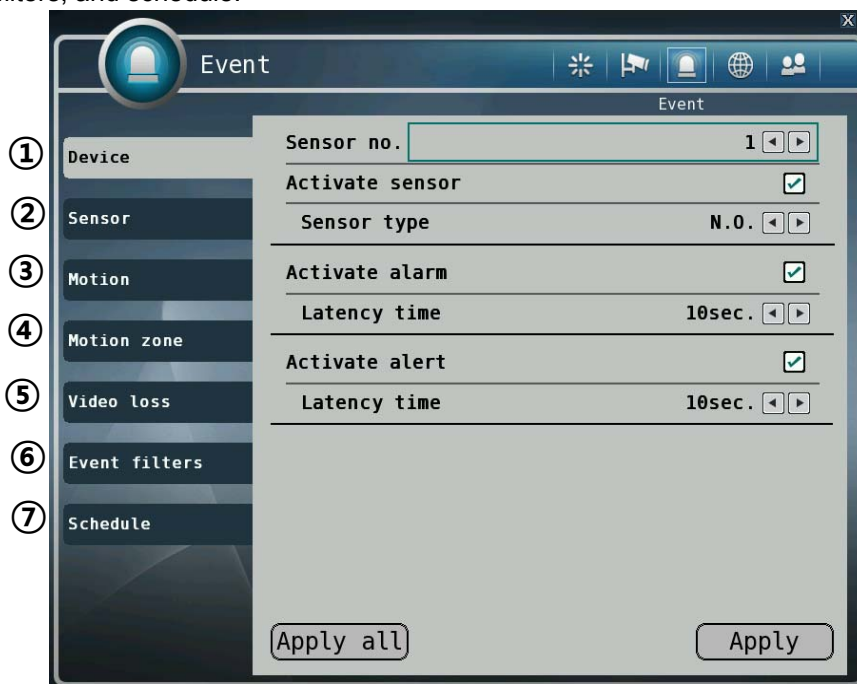 and schedule.
X
Event
Event
① Device
② Sensor
③ Motion
④ Motion zone
⑤ Video loss
⑥ Event filters
⑦ Schedule
Sensor no. 1
Activate sensor
Sensor type N.O.
Activate alarm
Latency time 10sec.
Activate alert
Latency time 10sec.
Apply all
Apply